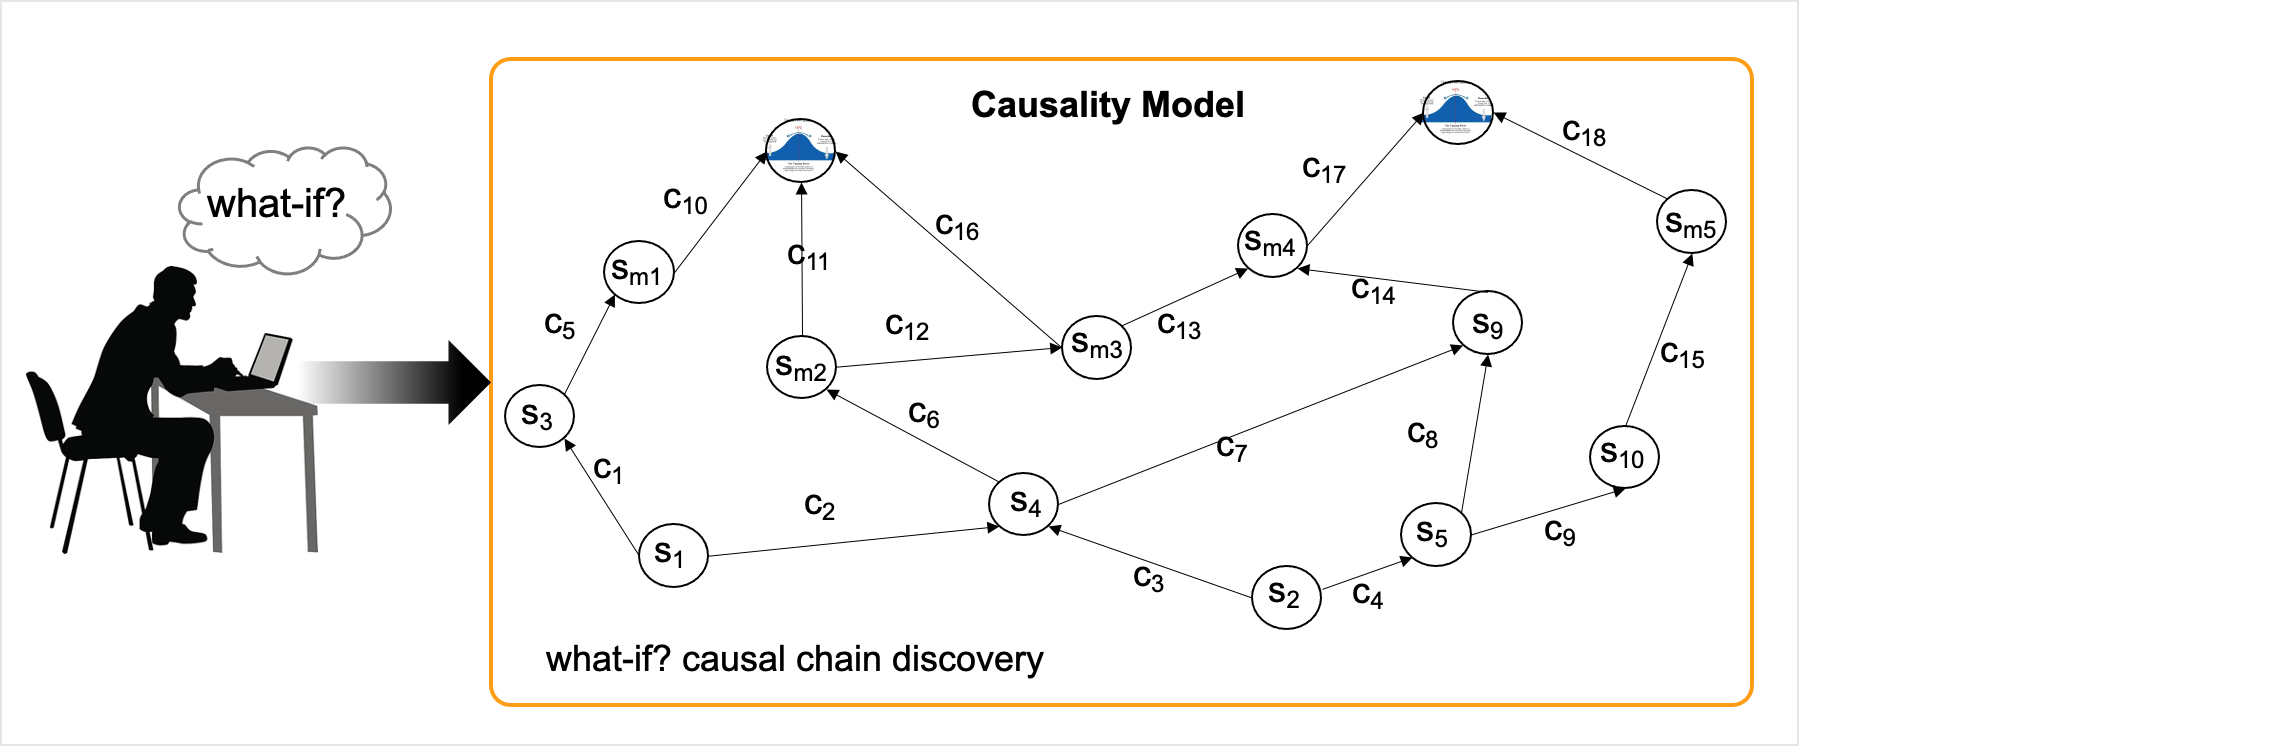 Causality Model
what-if?
C10
C11
C16
C17
C18
Sm1
Sm4
Sm5
C5
C12
C13
C14
S9
C15
Sm2
Sm3
S3
C6
C7
C8
S10
C1
C2
S4
S5
C9
S1
C3
S2
C4
what-if? causal chain discovery